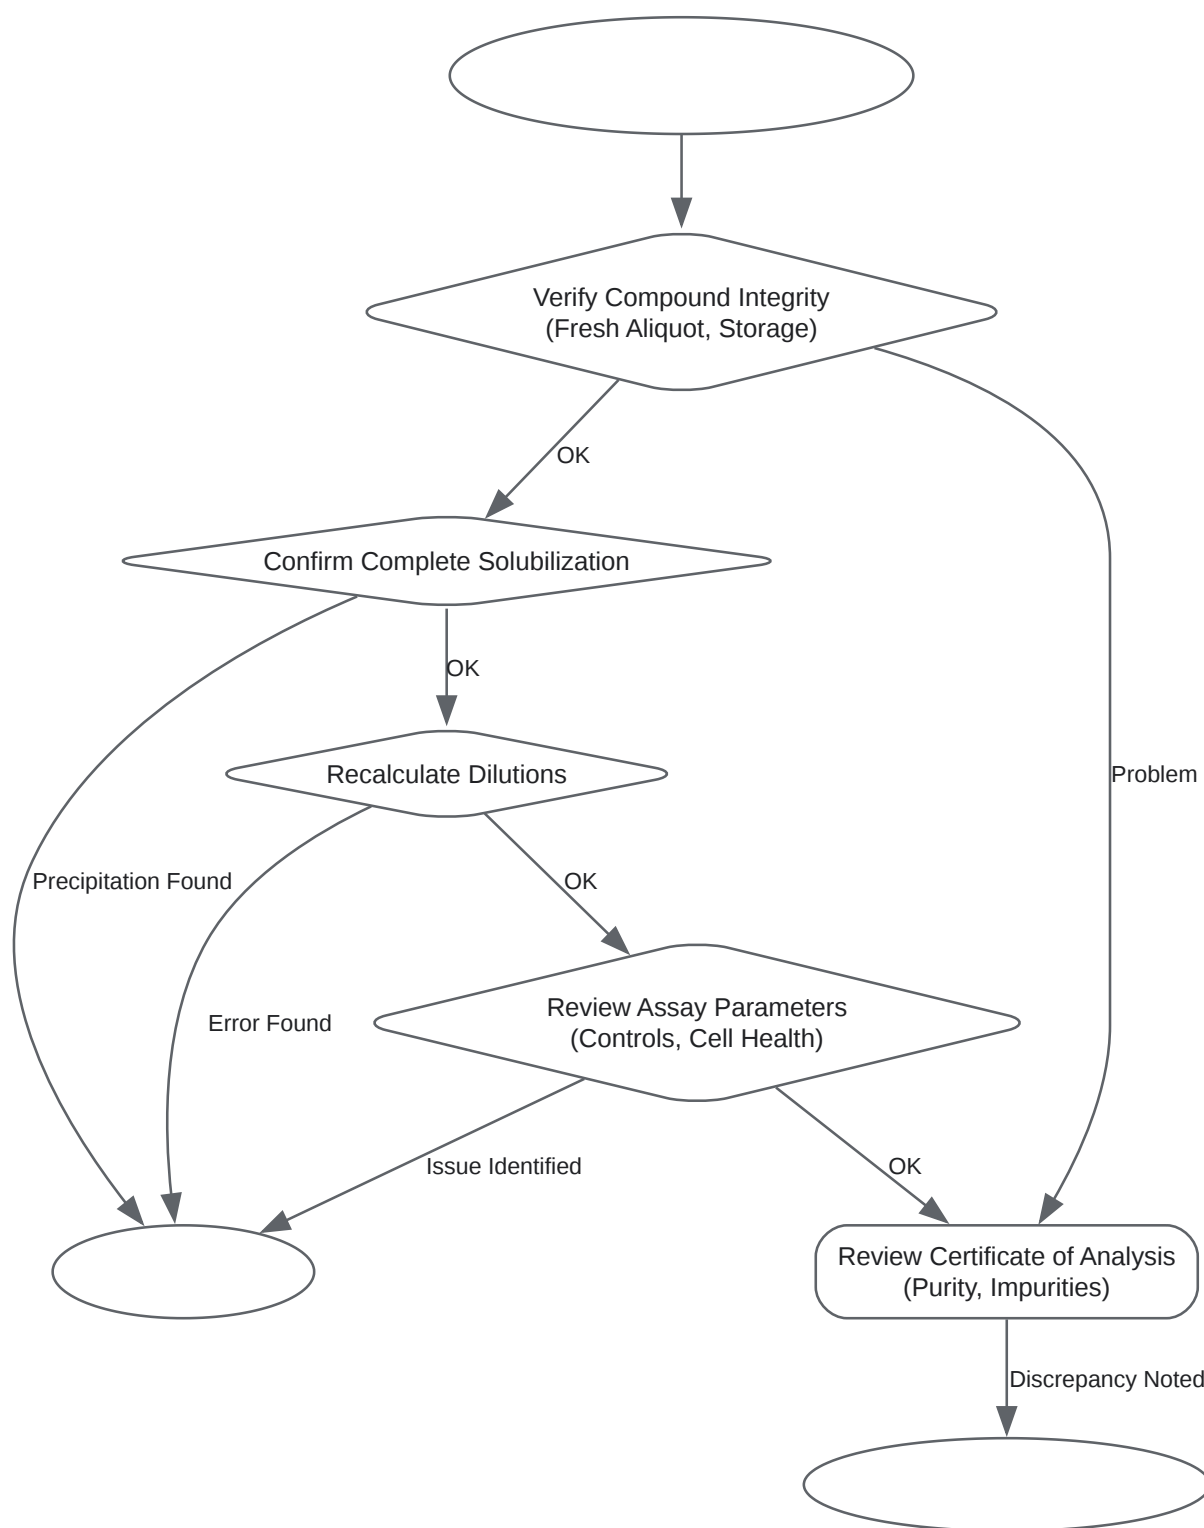 Verify Compound Integrity
(Fresh Aliquot, Storage)
OK
Confirm Complete Solubilization
OK
Recalculate Dilutions
Problem
Precipitation Found
OK
Review Assay Parameters
(Controls, Cell Health)
Error Found
Issue Identified
OK
Review Certificate of Analysis
(Purity, Impurities)
Discrepancy Noted